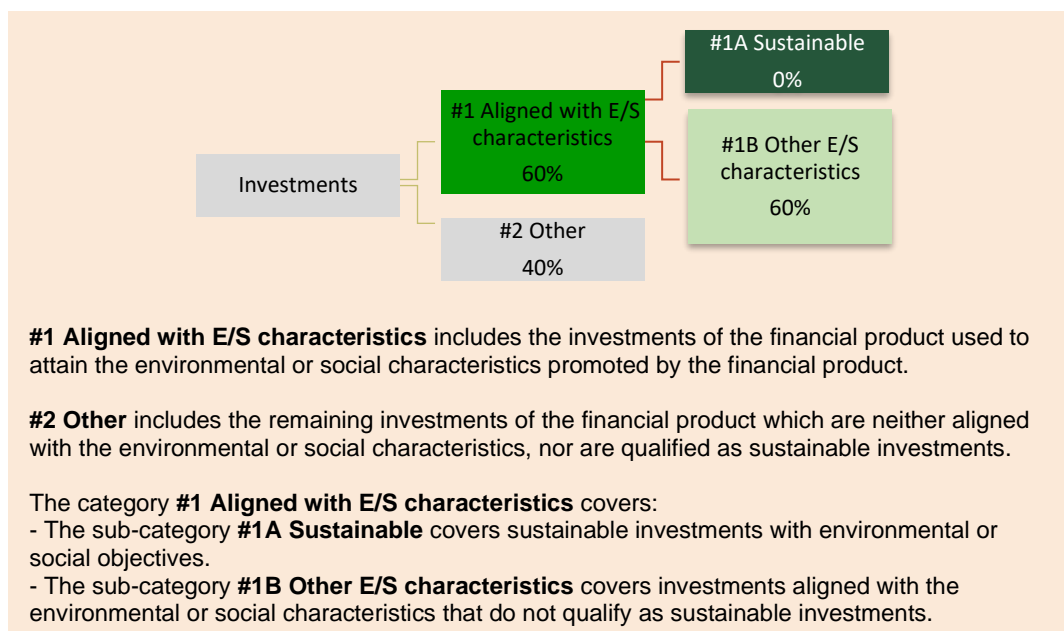 #1A Sustainable
0%
#1 Aligned with E/S
characteristics
60%
#1B Other E/S
characteristics
60%
Investments
#2 Other
40%
#1 Aligned with E/S characteristics includes the investments of the financial product used to
attain the environmental or social characteristics promoted by the financial product.
#2 Other includes the remaining investments of the financial product which are neither aligned
with the environmental or social characteristics, nor are qualified as sustainable investments.
The category #1 Aligned with E/S characteristics covers:
- The sub-category #1A Sustainable covers sustainable investments with environmental or
social objectives.
- The sub-category #1B Other E/S characteristics covers investments aligned with the
environmental or social characteristics that do not qualify as sustainable investments.